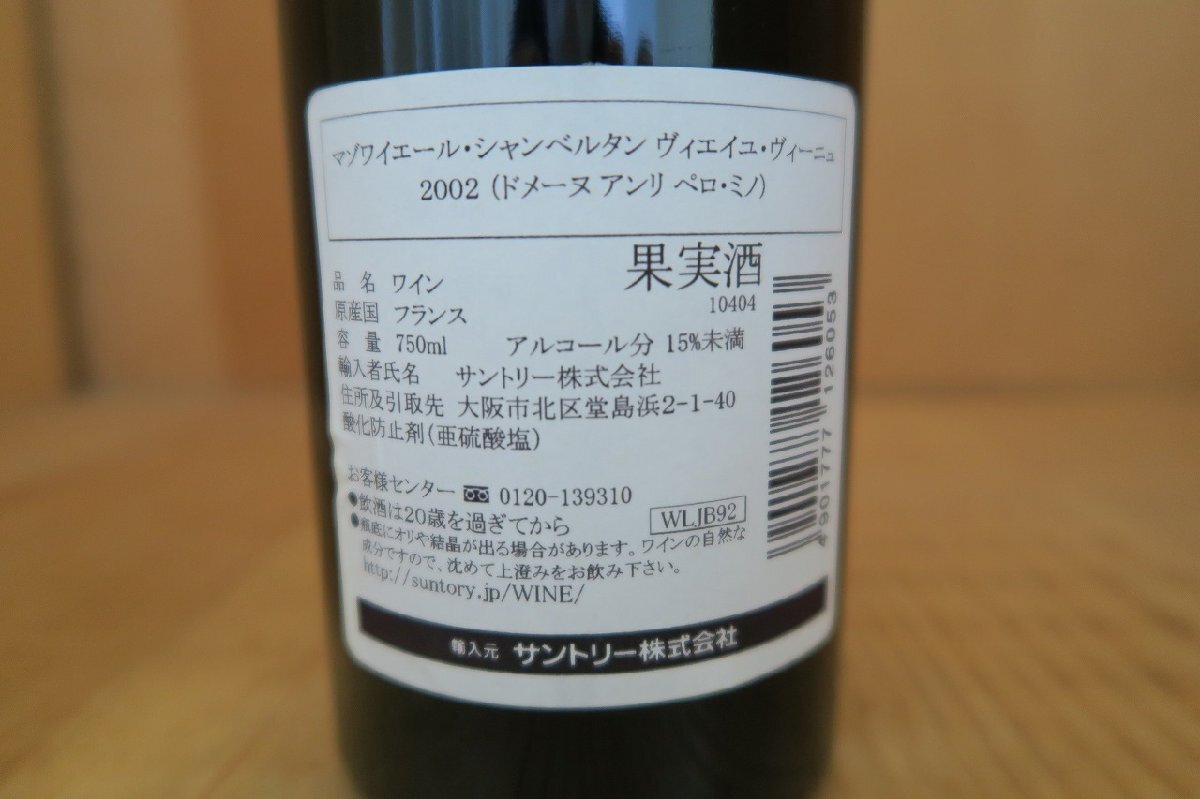 マゾワイエール・シャンベルタン ヴィエイユ・ヴィーニュ
2002 (ドメーヌ アンリ ペロ・ミノ)
果実酒
10404
品名 ワイン
原産国 フランス
容量 750ml アルコール分 15%未満
輸入者氏名 サントリー株式会社
住所及引取先 大阪市北区堂島浜2-1-40
酸化防止剤(亜硫酸塩)
お客様センター 0120-139310
●飲酒は20歳を過ぎてから
WLJB92
●瓶底にオリや結晶が出る場合があります。ワインの自然な
成分ですので、沈めて上澄みをお飲み下さい。
http://suntory.jp/WINE/
4901777 126053
輸入元 サントリー株式会社